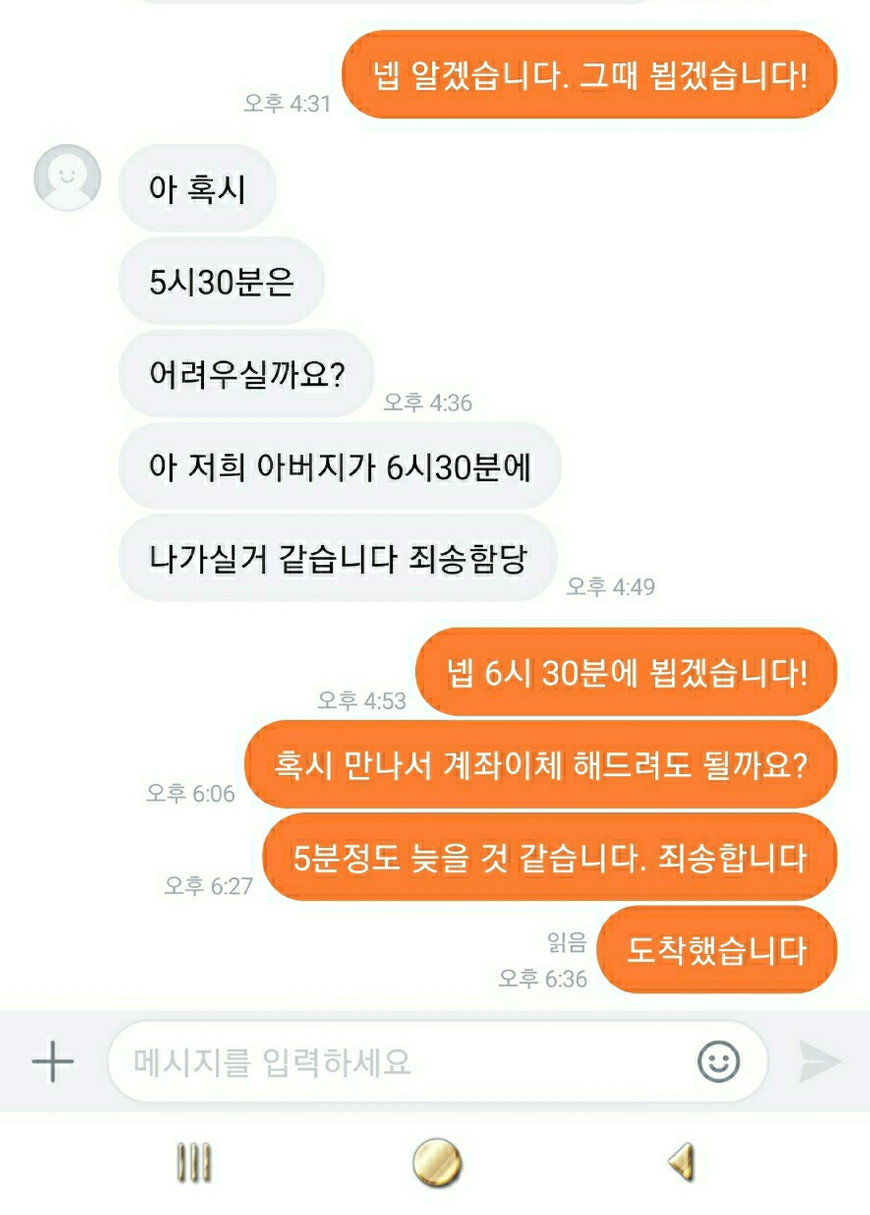 넵 알겠습니다. 그때 뵙겠습니다!
오후 4:31
아 혹시
5시30분은
어려우실까요?
오후 4:36
아 저희 아버지가 6시30분에
나가실거 같습니다 죄송함당
오후 4:49
넵 6시 30분에 뵙겠습니다!
오후 4:53
혹시 만나서 계좌이체 해드려도 될까요?
오후 6:06
5분정도 늦을 것 같습니다. 죄송합니다
오후 6:27
도착했습니다
읽음
오후 6:36
메시지를 입력하세요